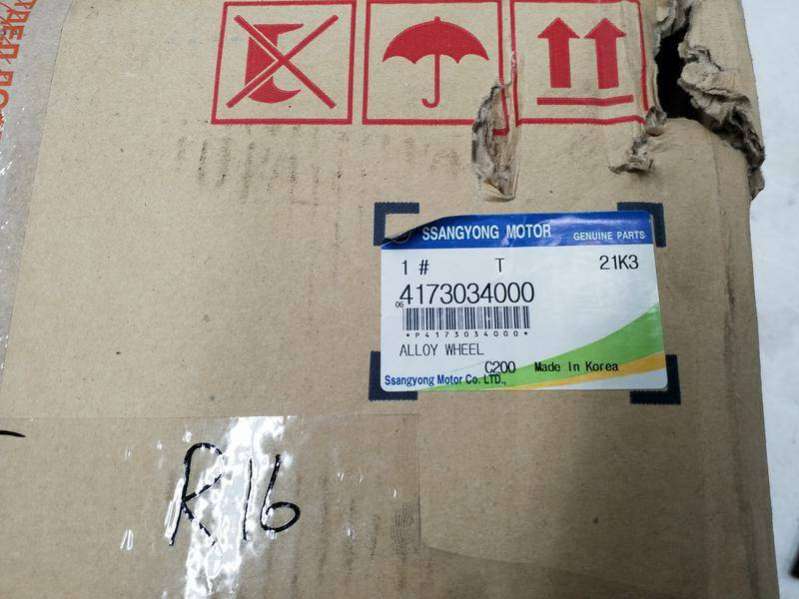 SSANGYONG MOTOR GENUINE PARTS
1 # T 21K3
06 4173034000
*P4173034000*
ALLOY WHEEL
C200 Made In Korea
Ssangyong Motor Co. LTD.,
R16